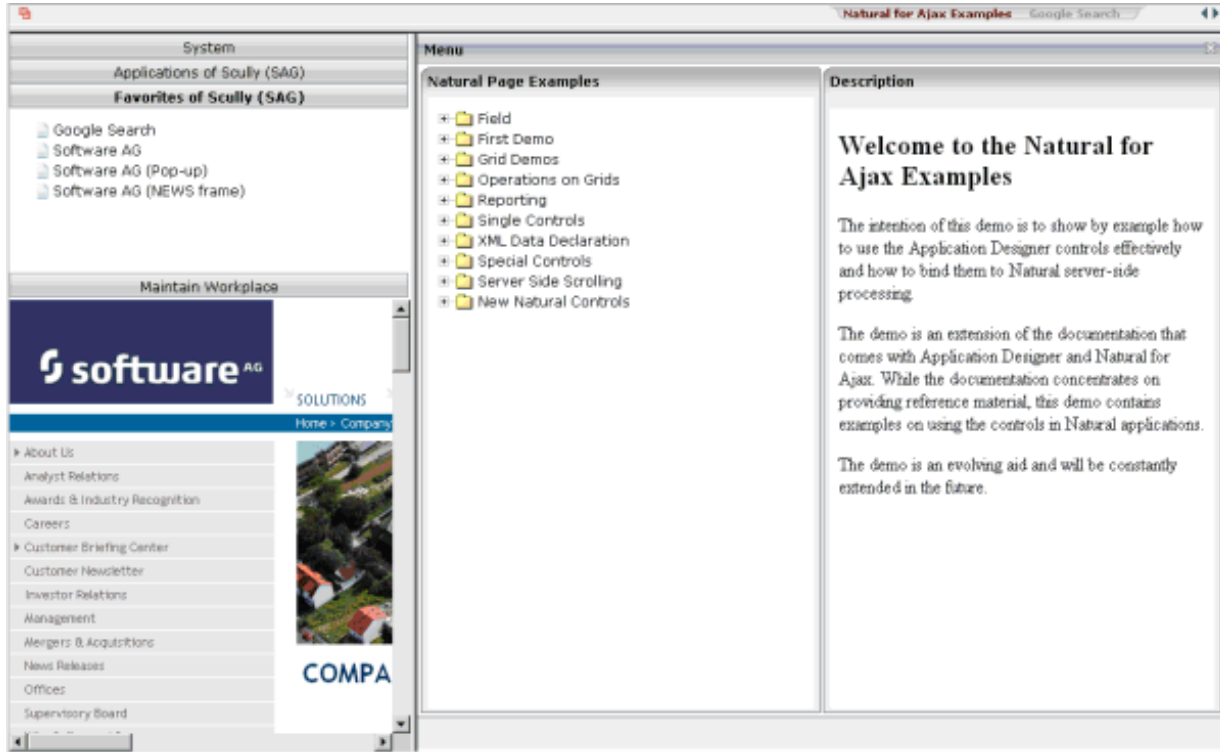 Natural for Ajax Examples Google Search
System
Applications of Scully (SAG)
Favorites of Scully (SAG)
Google Search
Software AG
Software AG (Pop-up)
Software AG (NEWS frame)
Maintain Workplace
software AG
SOLUTIONS
Home > Company
About Us
Analyst Relations
Awards & Industry Recognition
Careers
Customer Briefing Center
Customer Newsletter
Investor Relations
Management
Mergers & Acquisitions
News Releases
Offices
Supervisory Board
COMPA
Menu
Natural Page Examples
Field
First Demo
Grid Demos
Operations on Grids
Reporting
Single Controls
XML Data Declaration
Special Controls
Server Side Scrolling
New Natural Controls
Description
Welcome to the Natural for
Ajax Examples
The intention of this demo is to show by example how
to use the Application Designer controls effectively
and how to bind them to Natural server-side
processing.
The demo is an extension of the documentation that
comes with Application Designer and Natural for
Ajax. While the documentation concentrates on
providing reference material, this demo contains
examples on using the controls in Natural applications.
The demo is an evolving aid and will be constantly
extended in the future.